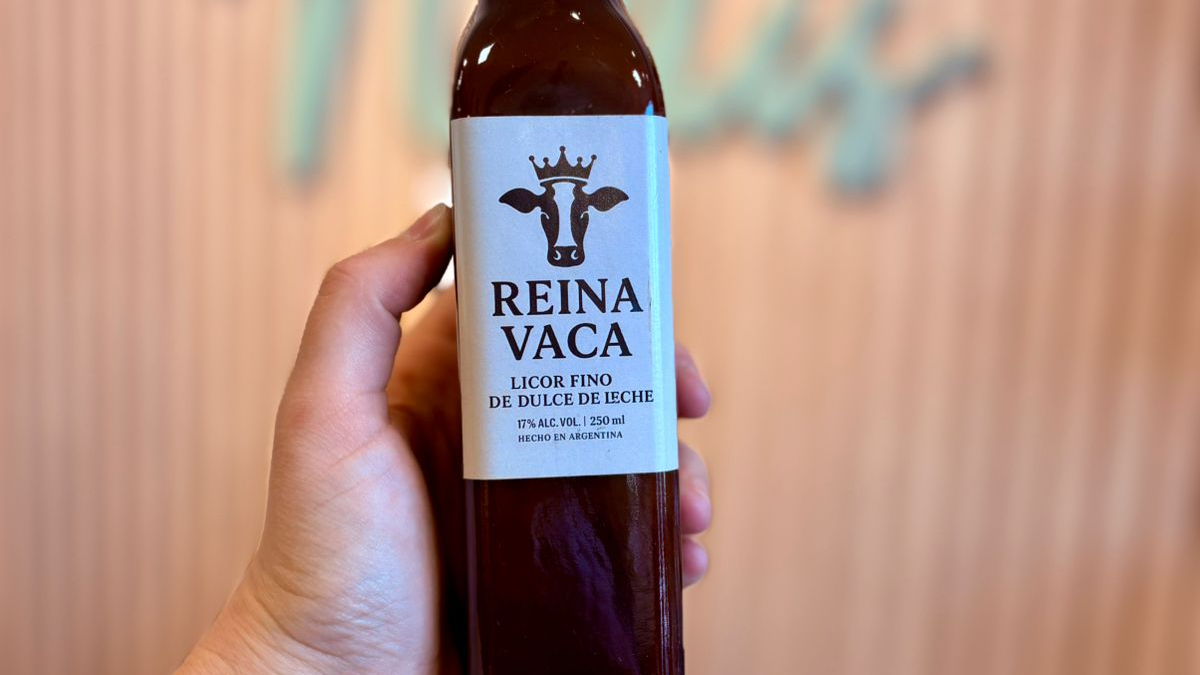 REINA
VACA
LICOR FINO
DE DULCE DE LECHE
17% ALC. VOL. | 250 ml
HECHO EN ARGENTINA